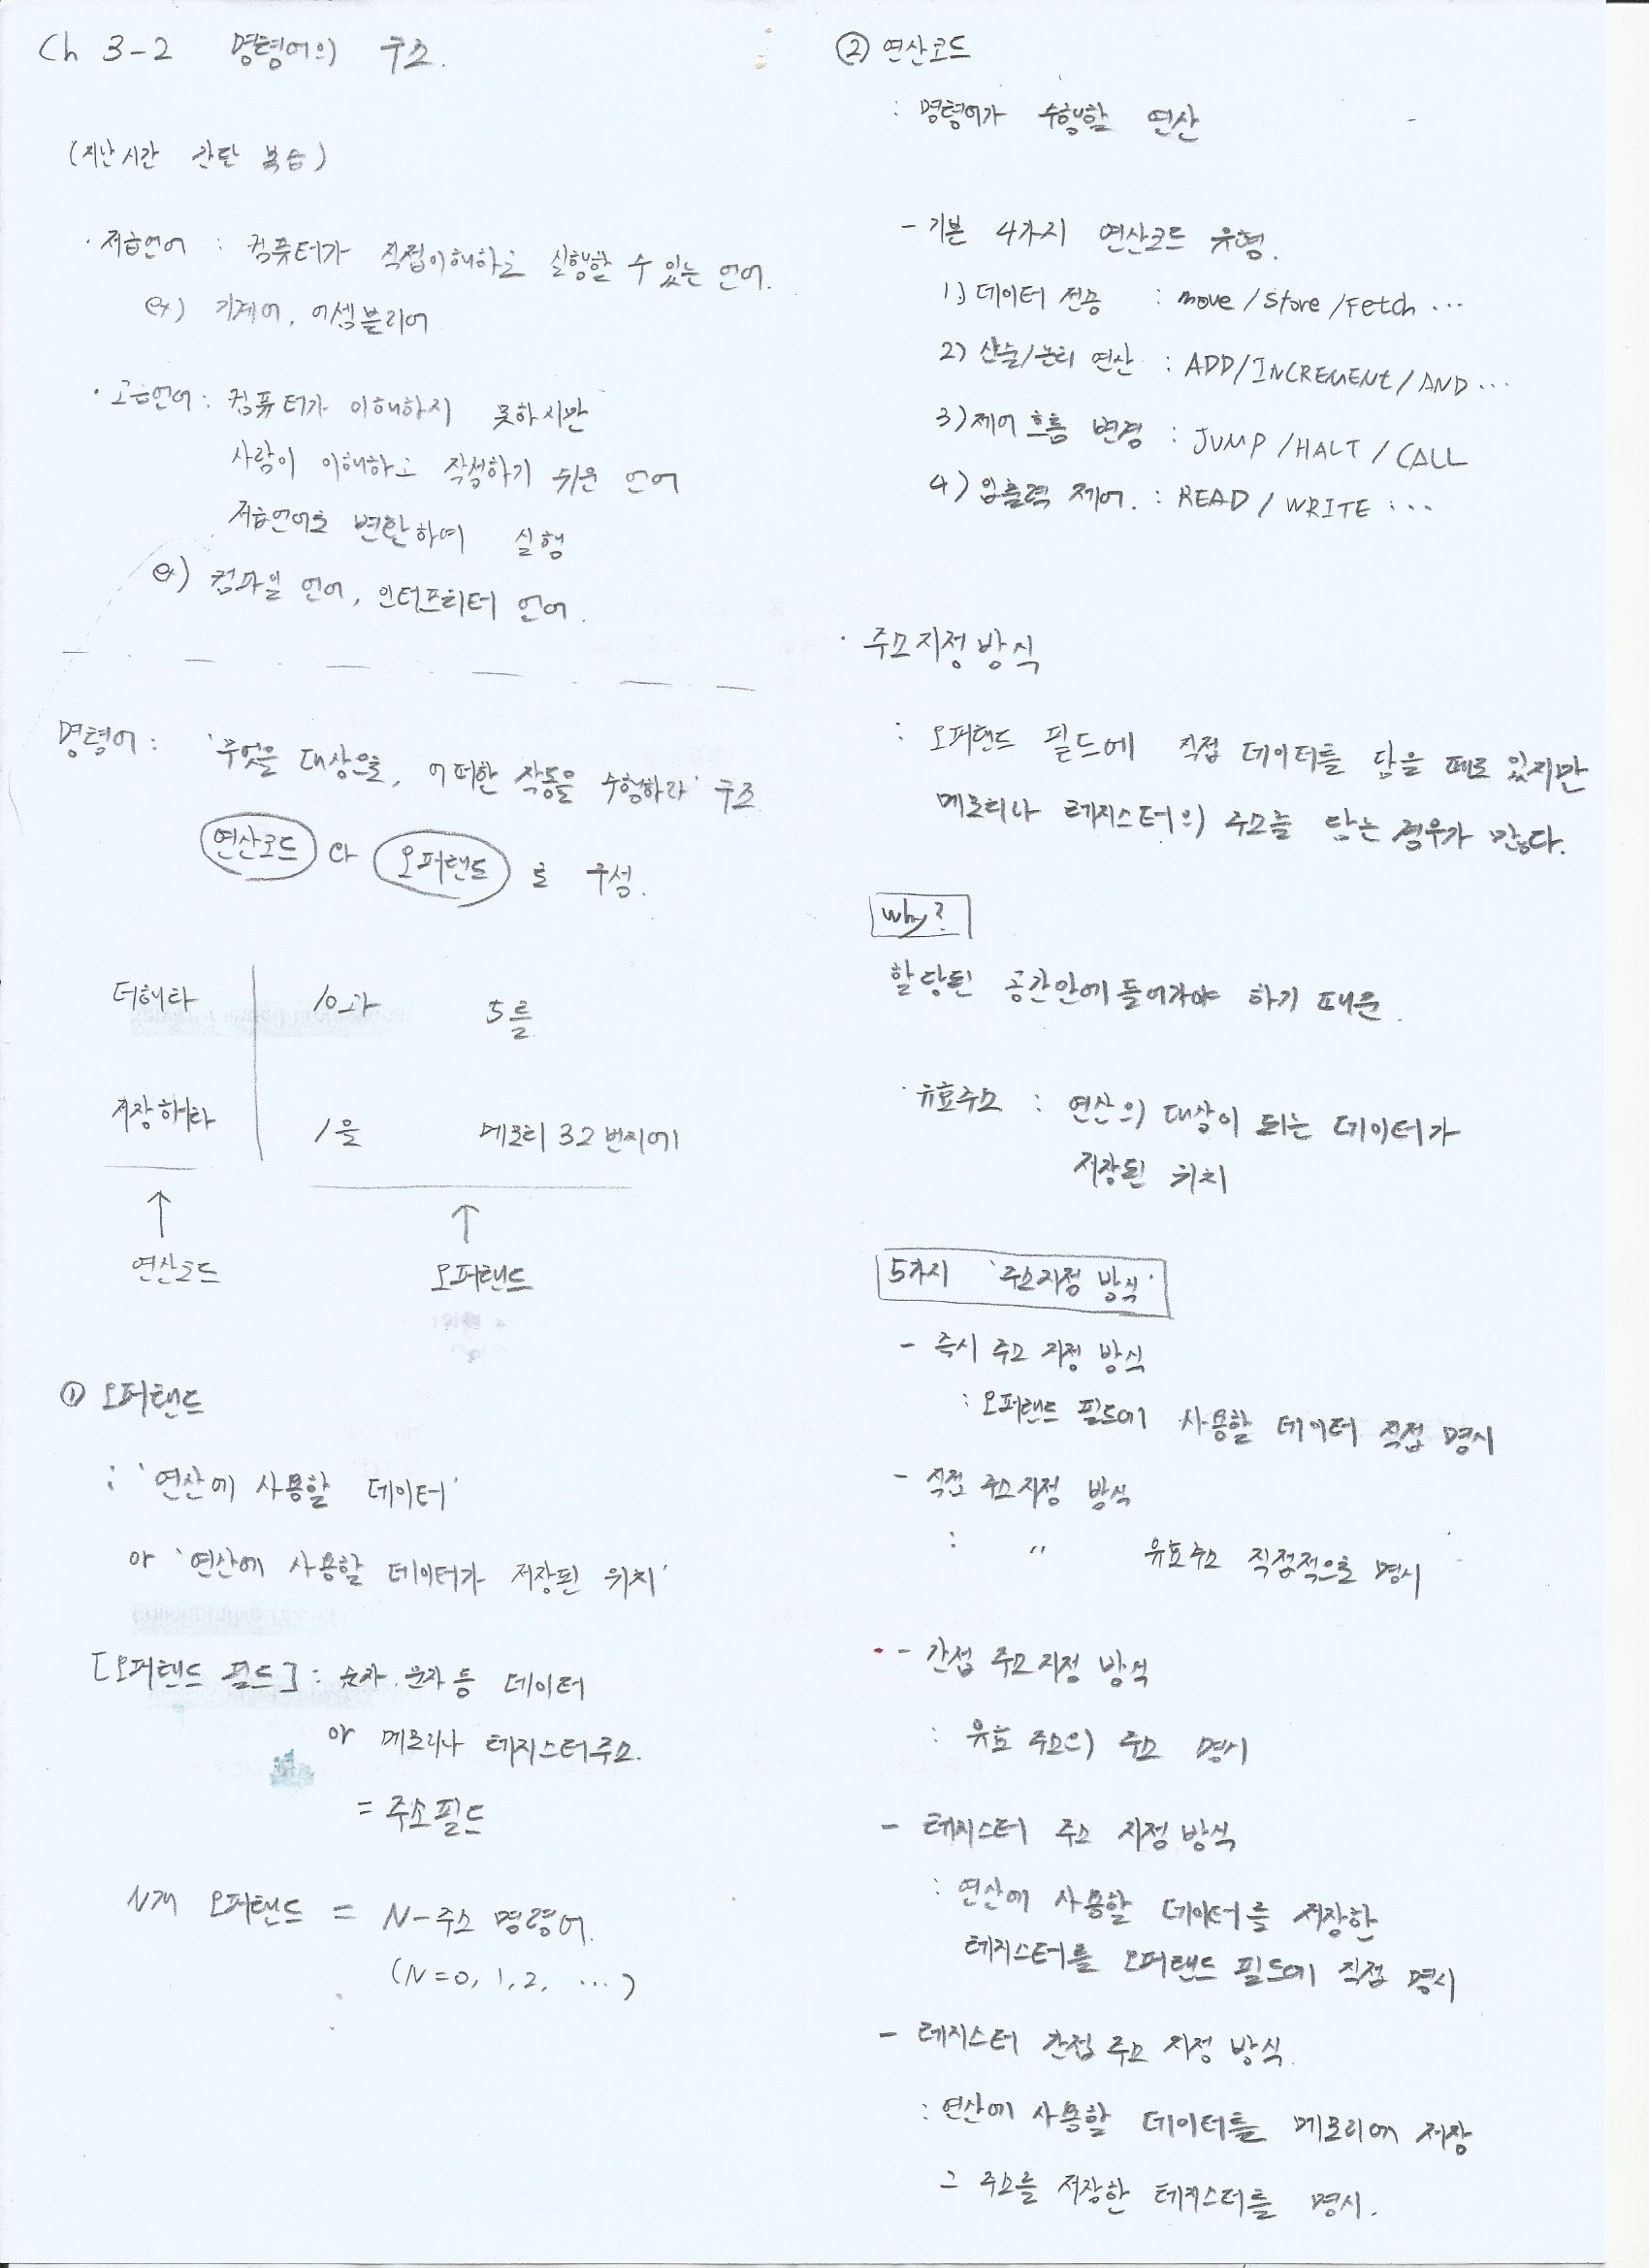 Ch 3-2 명령어의 구조.
(지난시간 간단 복습)
· 저급언어 : 컴퓨터가 직접이해하고 실행할 수 있는 언어.
ex) 기계어, 어셈블리어
· 고급언어 : 컴퓨터가 이해하지 못하지만
사람이 이해하고 작성하기 쉬운 언어
저급언어로 변환하여 실행
ex) 컴파일 언어, 인터프리터 언어.
명령어 : '무엇을 대상으로, 어떠한 작동을 수행하라' 구조
연산코드 와 오퍼랜드 로 구성.
더해라 10과 5를
저장해라 1을 메모리 32번지에
↑ ↑
연산코드 오퍼랜드
① 오퍼랜드
: '연산에 사용할 데이터'
or '연산에 사용할 데이터가 저장된 위치'
[오퍼랜드 필드] : 숫자. 문자 등 데이터
or 메모리나 레지스터주소.
= 주소필드
N개 오퍼랜드 = N-주소 명령어.
(N=0, 1, 2, ...)
② 연산코드
: 명령어가 수행할 연산
- 기본 4가지 연산코드 유형.
1) 데이터 전송 : move/Store/Fetch ...
2) 산술/논리 연산 : ADD/INCREMENt/AND ...
3) 제어 흐름 변경 : JUMP/HALT/CALL
4) 입출력 제어. : READ/WRITE ...
· 주소지정방식
: 오퍼랜드 필드에 직접 데이터를 담을 때도 있지만
메모리나 레지스터의 주소를 담는 경우가 많다.
why?
할당된 공간안에 들어가야 하기 때문.
· 유효주소 : 연산의 대상이 되는 데이터가
저장된 위치
5가지 '주소지정 방식'
- 즉시 주소 지정 방식
: 오퍼랜드 필드에 사용할 데이터 직접 명시
- 직접 주소지정 방식
: " 유효주소 직접적으로 명시
- 간접 주소지정 방식
: 유효 주소의 주소 명시
- 레지스터 주소 지정방식
: 연산에 사용할 데이터를 저장한
레지스터를 오퍼랜드 필드에 직접 명시
- 레지스터 간접 주소 지정 방식.
: 연산에 사용할 데이터를 메모리에 저장
그 주소를 저장한 레지스터를 명시.